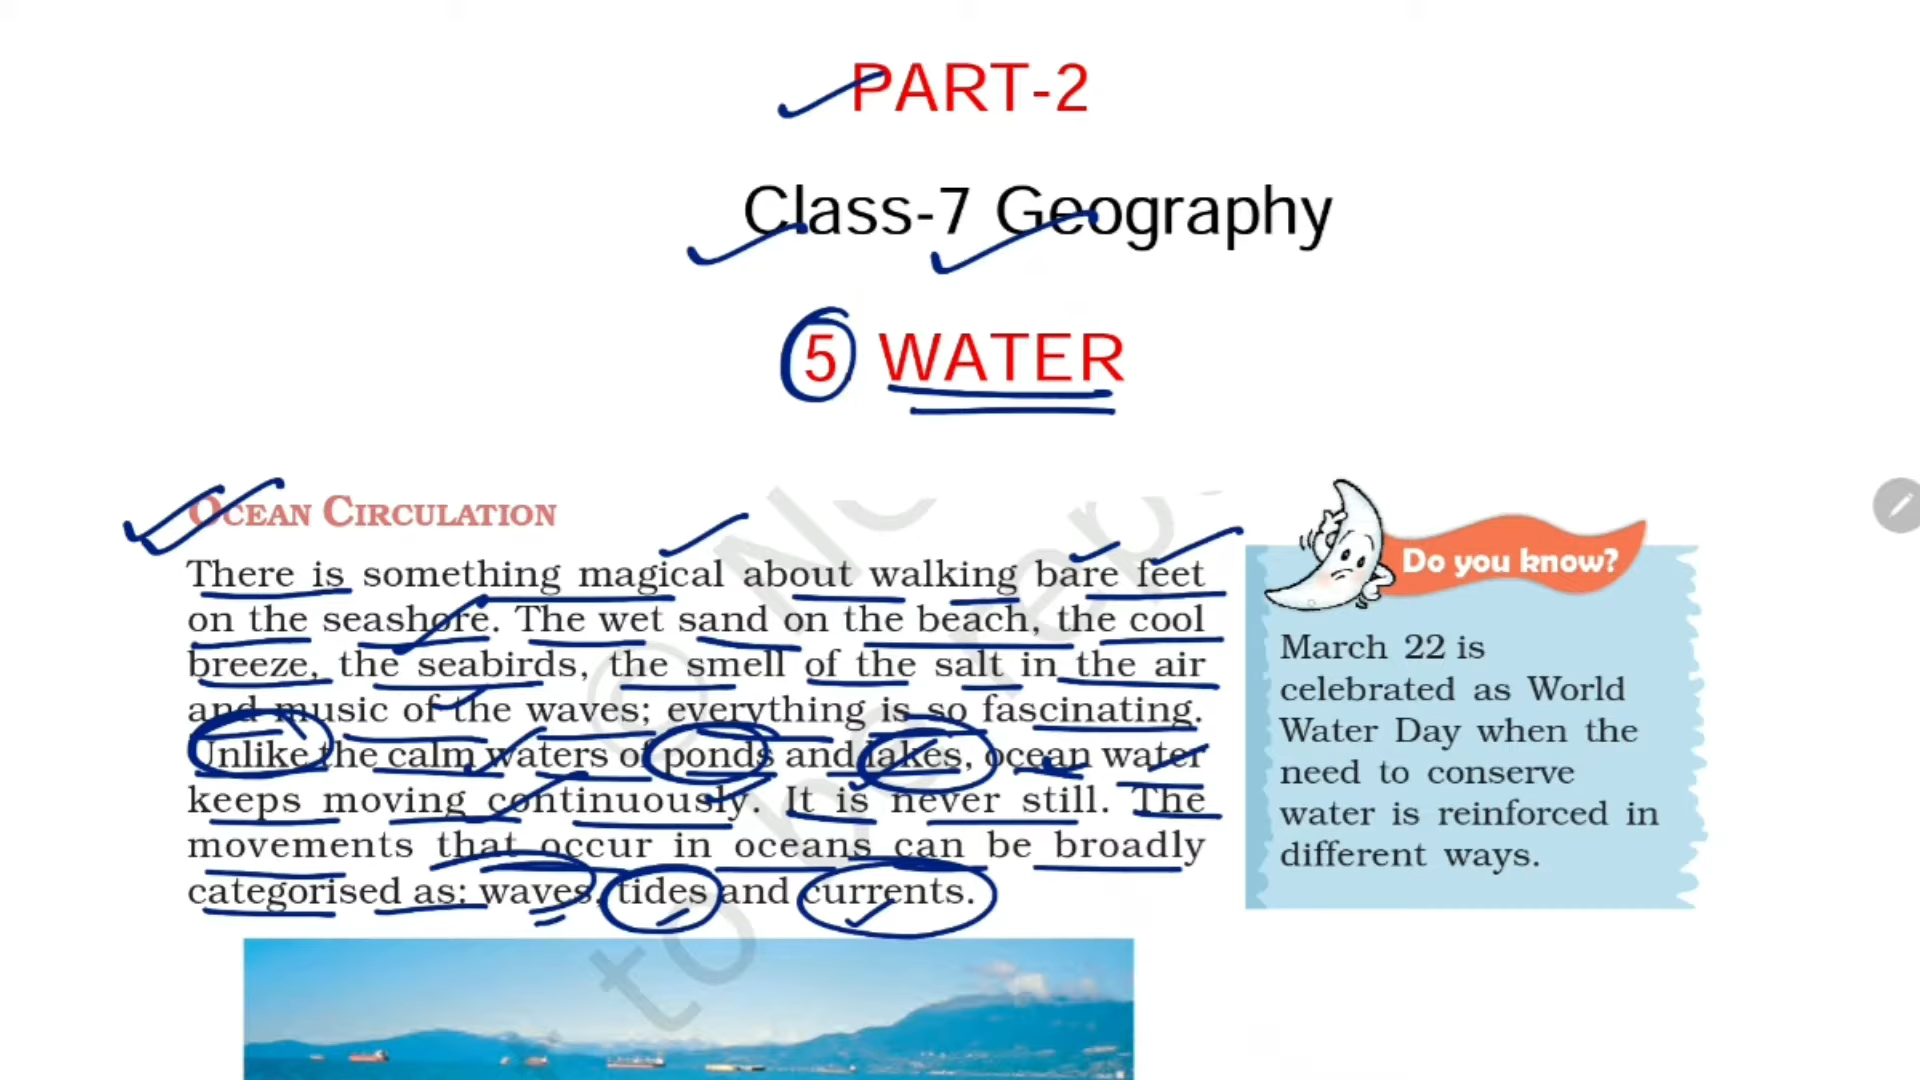 PART-2
Class-7 Geography
5 WATER
OCEAN CIRCULATION
There is something magical about walking bare feet
on the seashore. The wet sand on the beach, the cool
breeze, the seabirds, the smell of the salt in the air
and music of the waves; everything is so fascinating.
Unlike the calm waters of ponds and lakes, ocean water
keeps moving continuously. It is never still. The
movements that occur in oceans can be broadly
categorised as: waves, tides and currents.
Do you know?
March 22 is
celebrated as World
Water Day when the
need to conserve
water is reinforced in
different ways.